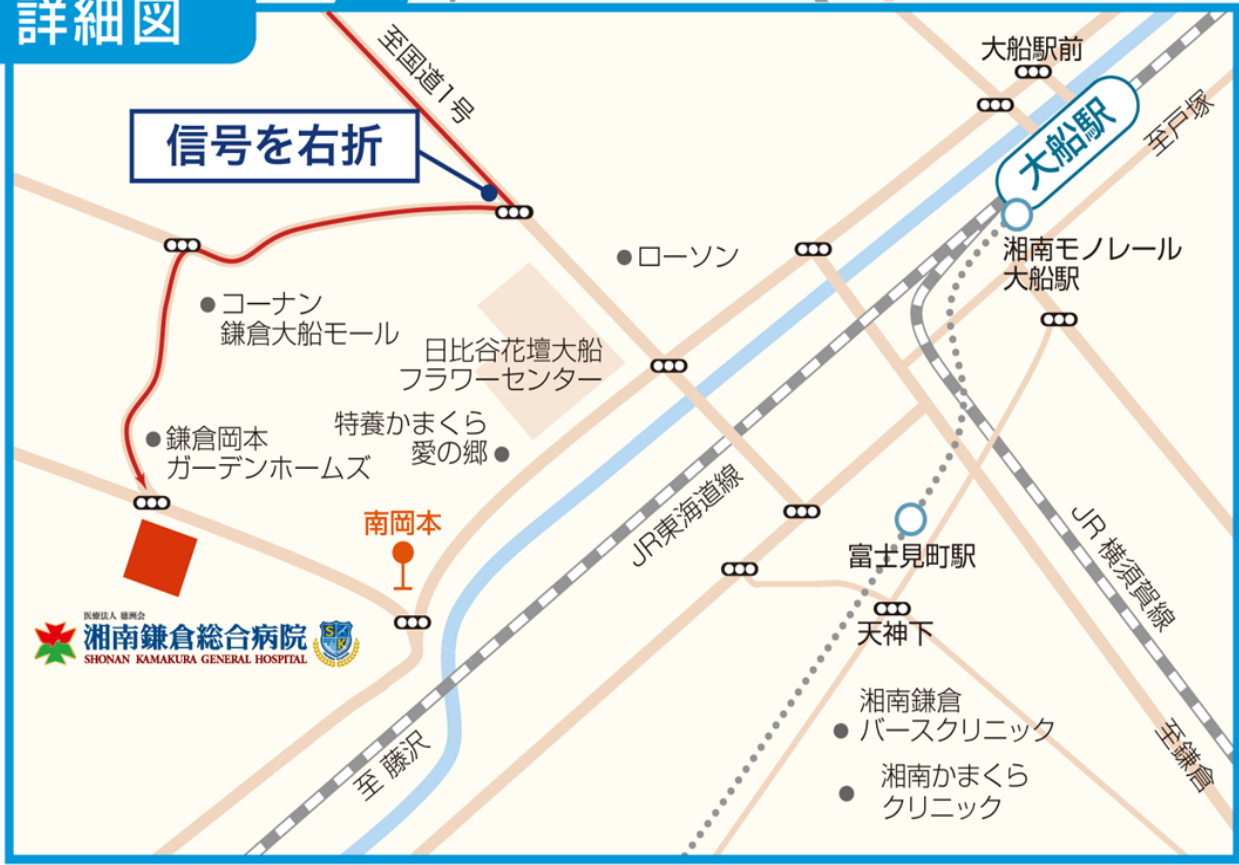 詳細図
至国道1号
大船駅前
信号を右折
大船駅
至戸塚
ローソン
湘南モノレール
大船駅
コーナン
鎌倉大船モール
日比谷花壇大船
フラワーセンター
特養かまくら
愛の郷
鎌倉岡本
ガーデンホームズ
JR東海道線
南岡本
富士見町駅
JR 横須賀線
医療法人 徳洲会
湘南鎌倉総合病院
SHONAN KAMAKURA GENERAL HOSPITAL
S K
天神下
湘南鎌倉
バースクリニック
至 藤沢
至鎌倉
湘南かまくら
クリニック